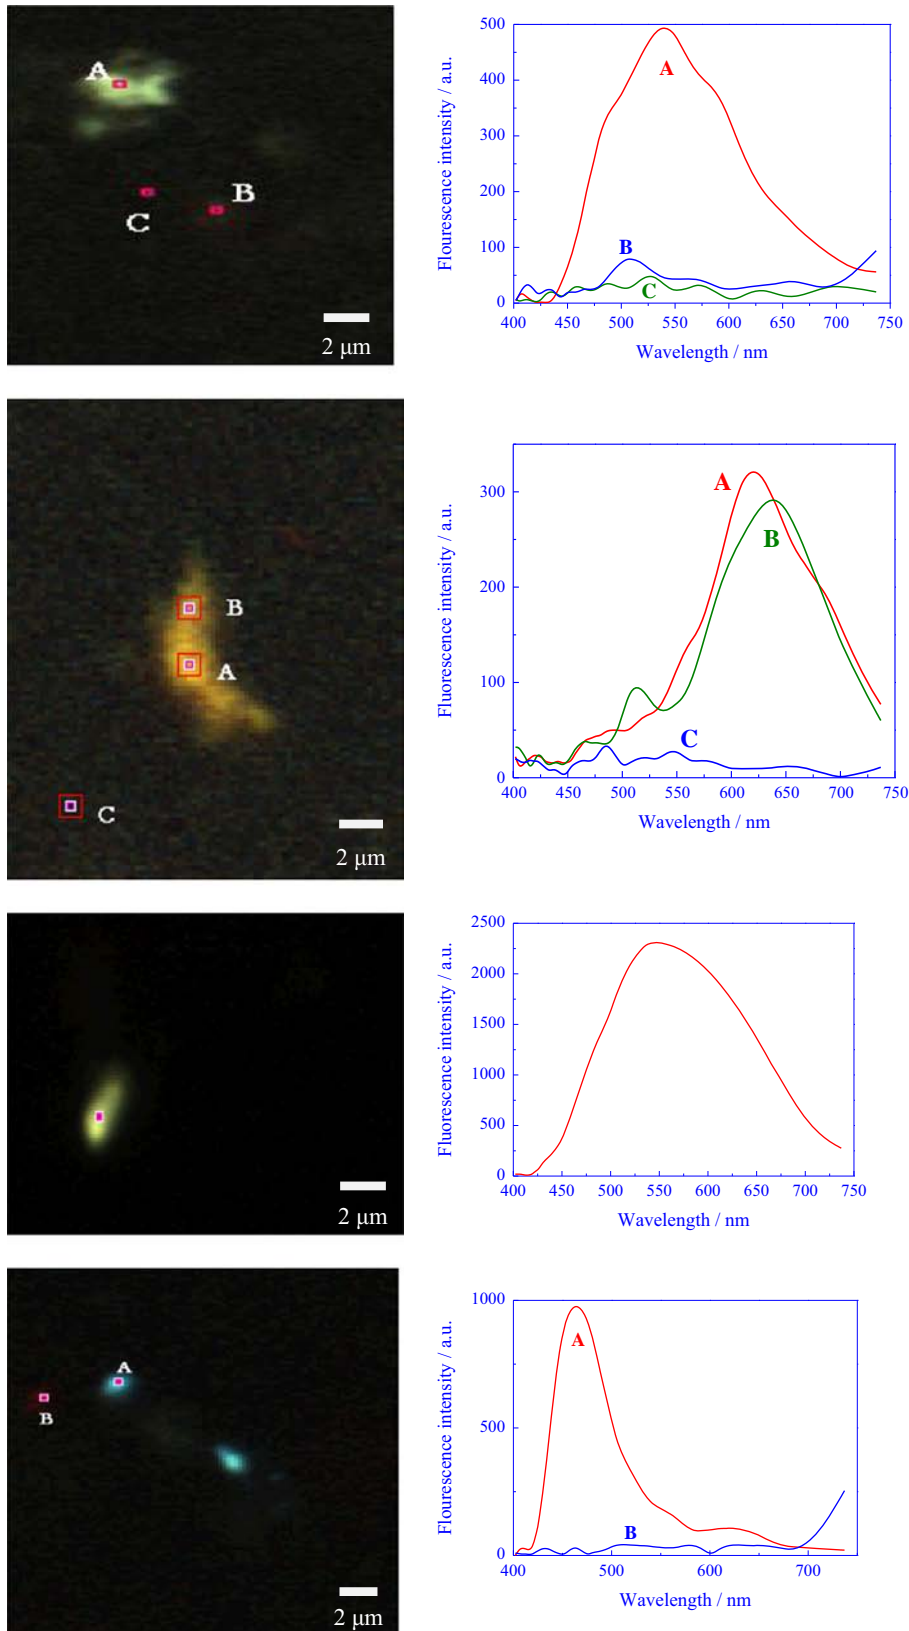 A
B
C
2 μm
500
400
300
200
100
0
400 450 500 550 600 650 700 750
Flourescence intensity / a.u.
Wavelength / nm
A
B
C
B
A
C
2 μm
300
200
100
0
400 450 500 550 600 650 700 750
Fluorescence intensity / a.u.
Wavelength / nm
A
B
C
2 μm
2500
2000
1500
1000
500
0
400 450 500 550 600 650 700 750
Fluorescence intensity / a.u.
Wavelength / nm
A
B
2 μm
1000
500
0
400 500 600 700
Flourescence intensity / a.u.
Wavelength / nm
A
B